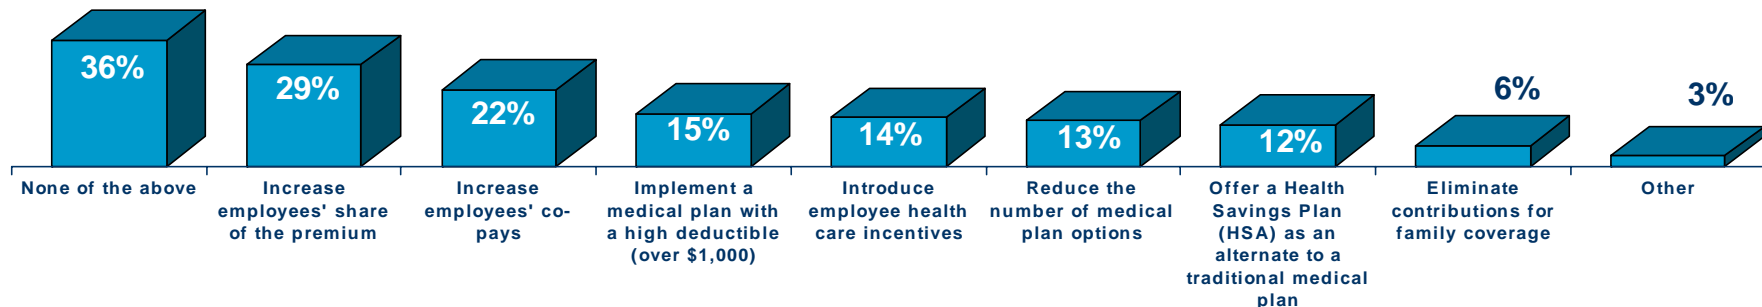 36%
29%
22%
15%
14%
13%
12%
6%
3%
None of the above
Increase
employees' share
of the premium
Increase
employees' co-
pays
Implement a
medical plan with
a high deductible
(over $1,000)
Introduce
employee health
care incentives
Reduce the
number of medical
plan options
Offer a Health
Savings Plan
(HSA) as an
alternate to a
traditional medical
plan
Eliminate
contributions for
family coverage
Other